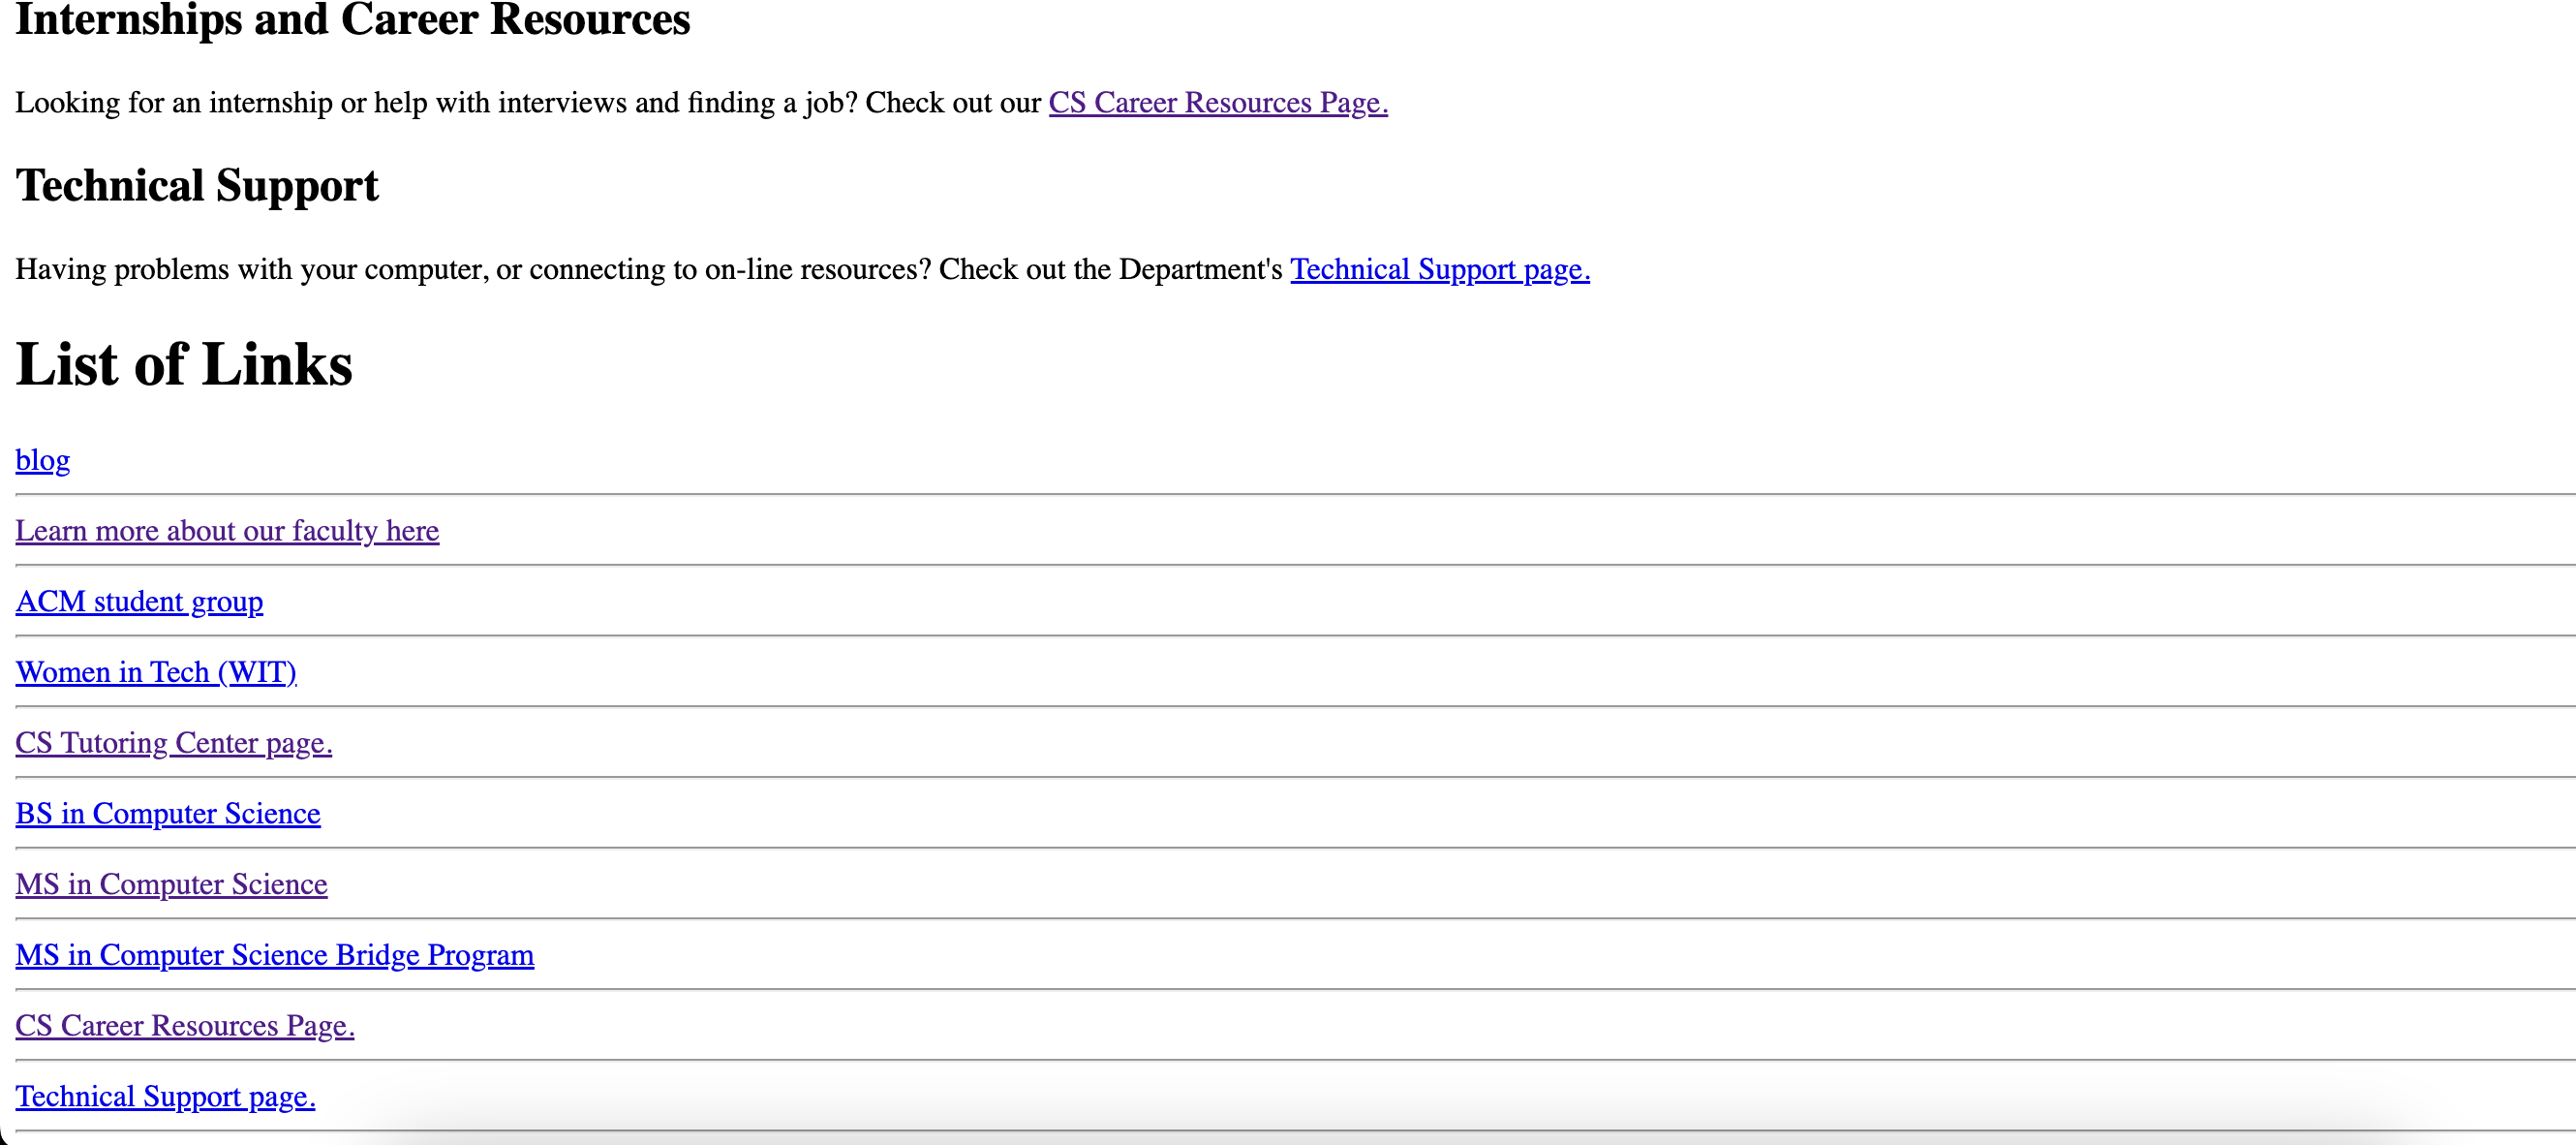 Internships and Career Resources
Looking for an internship or help with interviews and finding a job? Check out our CS Career Resources Page.
Technical Support
Having problems with your computer, or connecting to on-line resources? Check out the Department's Technical Support page.
List of Links
blog
Learn more about our faculty here
ACM student group
Women in Tech (WIT)
CS Tutoring Center page.
BS in Computer Science
MS in Computer Science
MS in Computer Science Bridge Program
CS Career Resources Page.
Technical Support page.